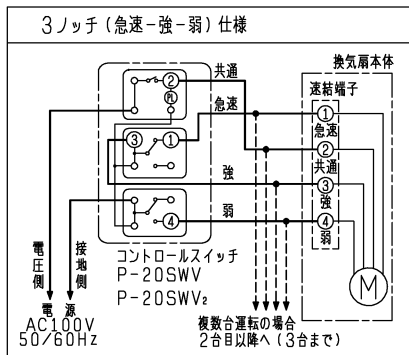 3ノッチ(急速-強-弱)仕様
換気扇本体
速結端子
共通
急速
強
弱
2
PL
3
1
4
1
急速
2
共通
3
強
4
弱
M
電圧側
接地側
電源
AC100V
50/60Hz
コントロールスイッチ
P-20SWV
P-20SWV₂
複数台運転の場合
2台目以降へ(3台まで)